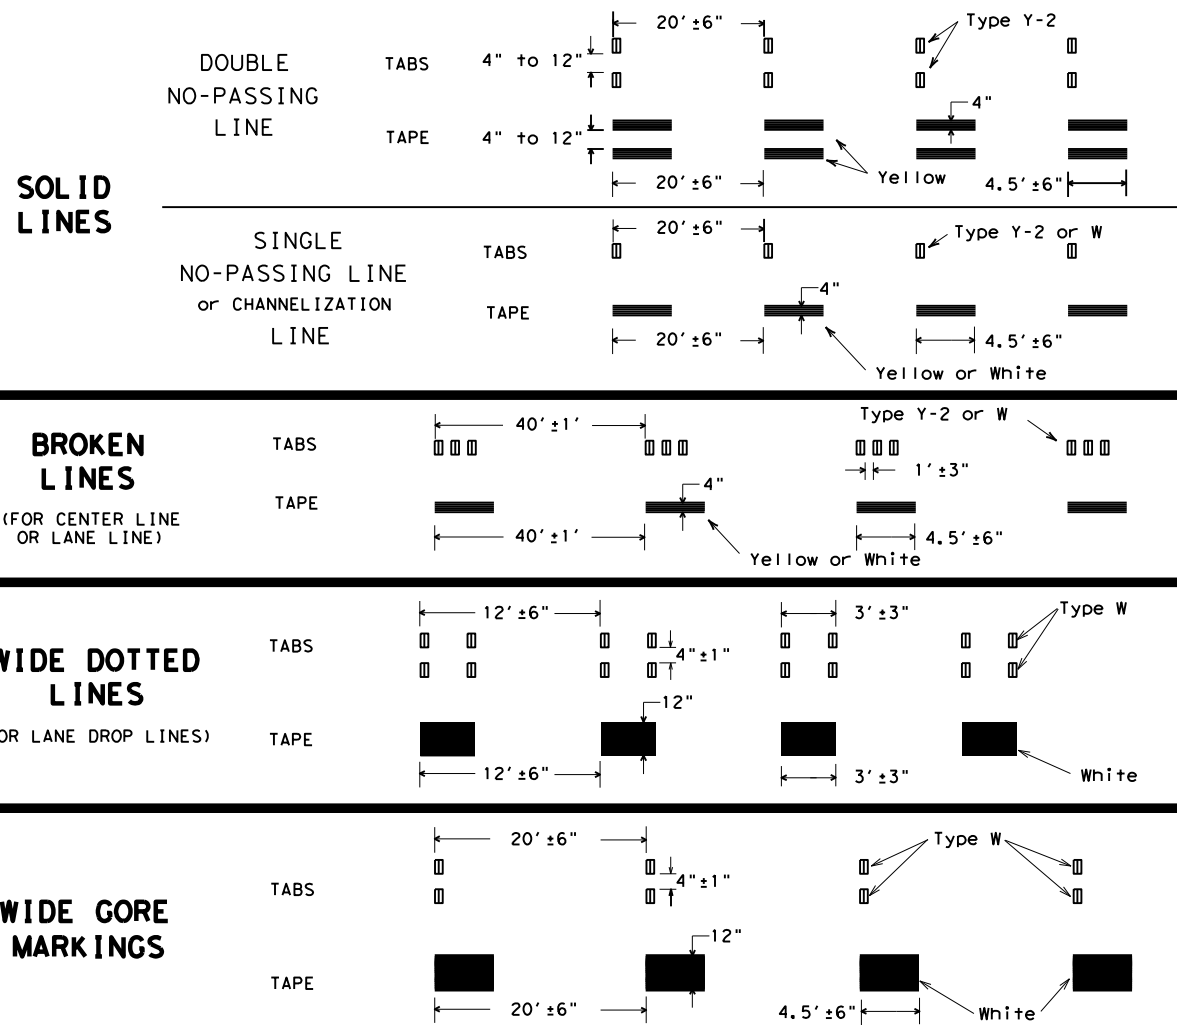 SOLID
LINES
DOUBLE
NO-PASSING
LINE
TABS
4" to 12"
20'±6"
Type Y-2
TAPE
4" to 12"
4"
20'±6"
Yellow
4.5'±6"
SINGLE
NO-PASSING LINE
or CHANNELIZATION
LINE
TABS
20'±6"
Type Y-2 or W
TAPE
4"
20'±6"
4.5'±6"
Yellow or White
BROKEN
LINES
(FOR CENTER LINE
OR LANE LINE)
TABS
40'±1'
Type Y-2 or W
1'±3"
TAPE
4"
40'±1'
4.5'±6"
Yellow or White
WIDE DOTTED
LINES
OR LANE DROP LINES)
TABS
12'±6"
4"±1"
3'±3"
Type W
TAPE
12"
12'±6"
3'±3"
White
WIDE GORE
MARKINGS
TABS
20'±6"
4"±1"
Type W
TAPE
12"
20'±6"
4.5'±6"
White